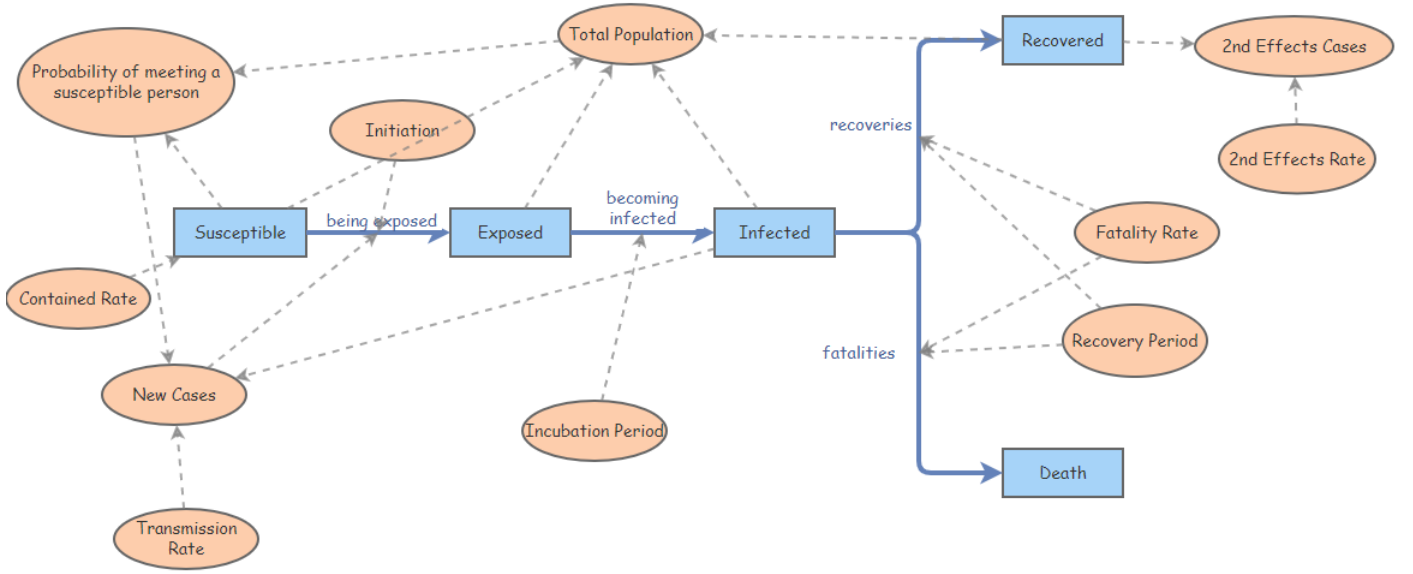 Total Population
Recovered
2nd Effects Cases
Probability of meeting a
susceptible person
Initiation
recoveries
2nd Effects Rate
becoming
infected
being exposed
Susceptible
Exposed
Infected
Fatality Rate
Contained Rate
Recovery Period
fatalities
New Cases
Incubation Period
Death
Transmission
Rate